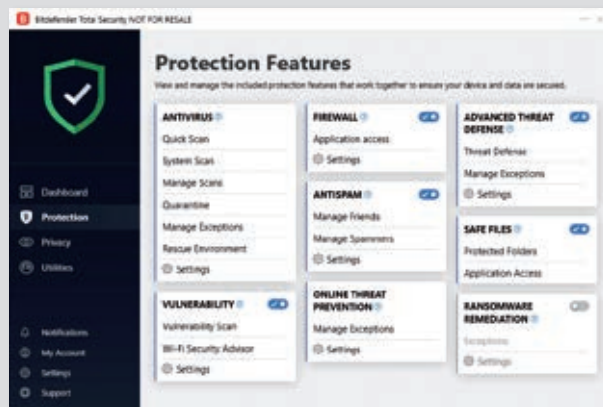 Bitdefender Total Security NOT FOR RESALE
Dashboard
Protection
Privacy
Utilities
Notifications
My Account
Settings
Support
Protection Features
View and manage the included protection features that work together to ensure your device and data are secured.
ANTIVIRUS
Quick Scan
System Scan
Manage Scans
Quarantine
Manage Exceptions
Rescue Environment
Settings
VULNERABILITY
Vulnerability Scan
Wi-Fi Security Advisor
Settings
FIREWALL
Application access
Settings
ANTISPAM
Manage Friends
Manage Spammers
Settings
ONLINE THREAT
PREVENTION
Manage Exceptions
Settings
ADVANCED THREAT
DEFENSE
Threat Defense
Manage Exceptions
Settings
SAFE FILES
Protected Folders
Application Access
RANSOMWARE
REMEDIATION
Exceptions
Settings